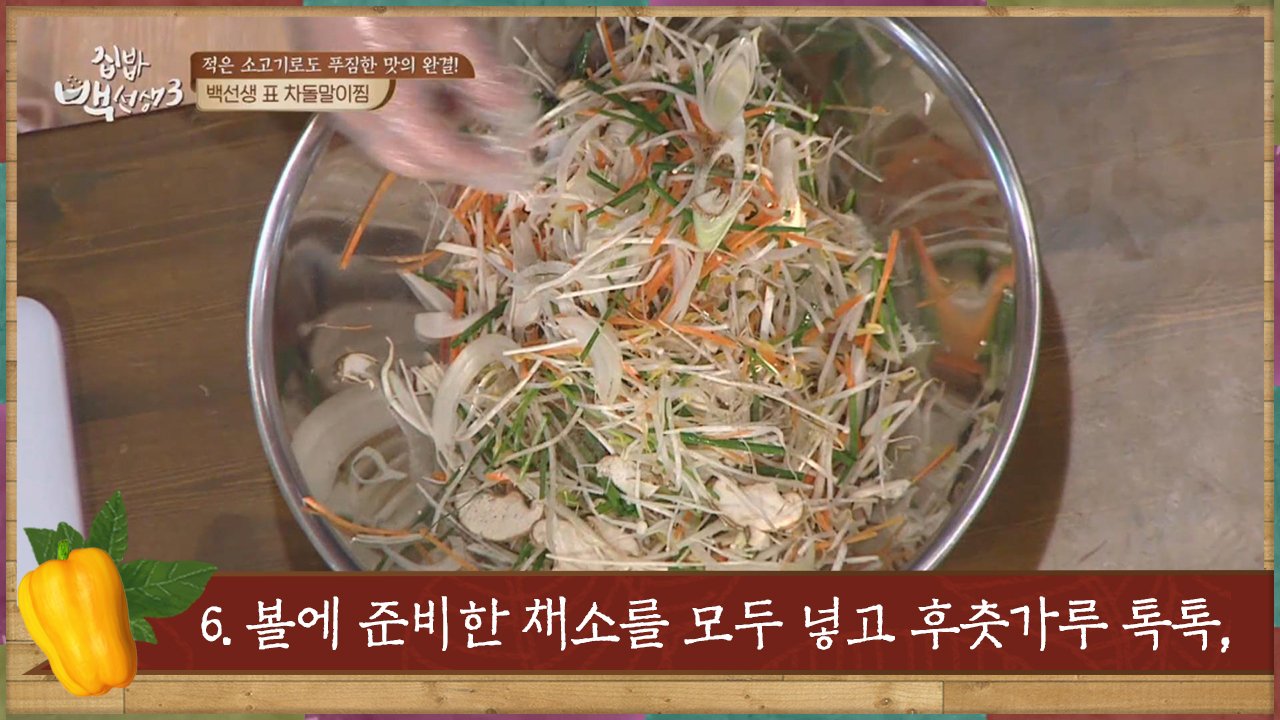 집밥
백선생3
적은 소고기로도 푸짐한 맛의 완결!
백선생 표 차돌말이찜
6. 볼에 준비한 채소를 모두 넣고 후춧가루 톡톡,